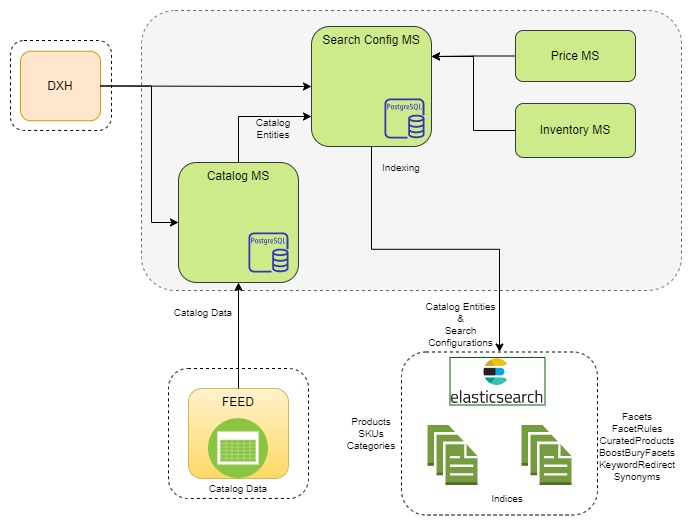 Search Config MS
PostgreSQL
Price MS
DXH
Catalog
Entities
Inventory MS
Indexing
Catalog MS
PostgreSQL
Catalog Data
Catalog Entities
&
Search
Configurations
elasticsearch
FEED
Catalog Data
Products
SKUs
Categories
Facets
FacetRules
CuratedProducts
BoostBuryFacets
KeywordRedirect
Synonyms
Indices